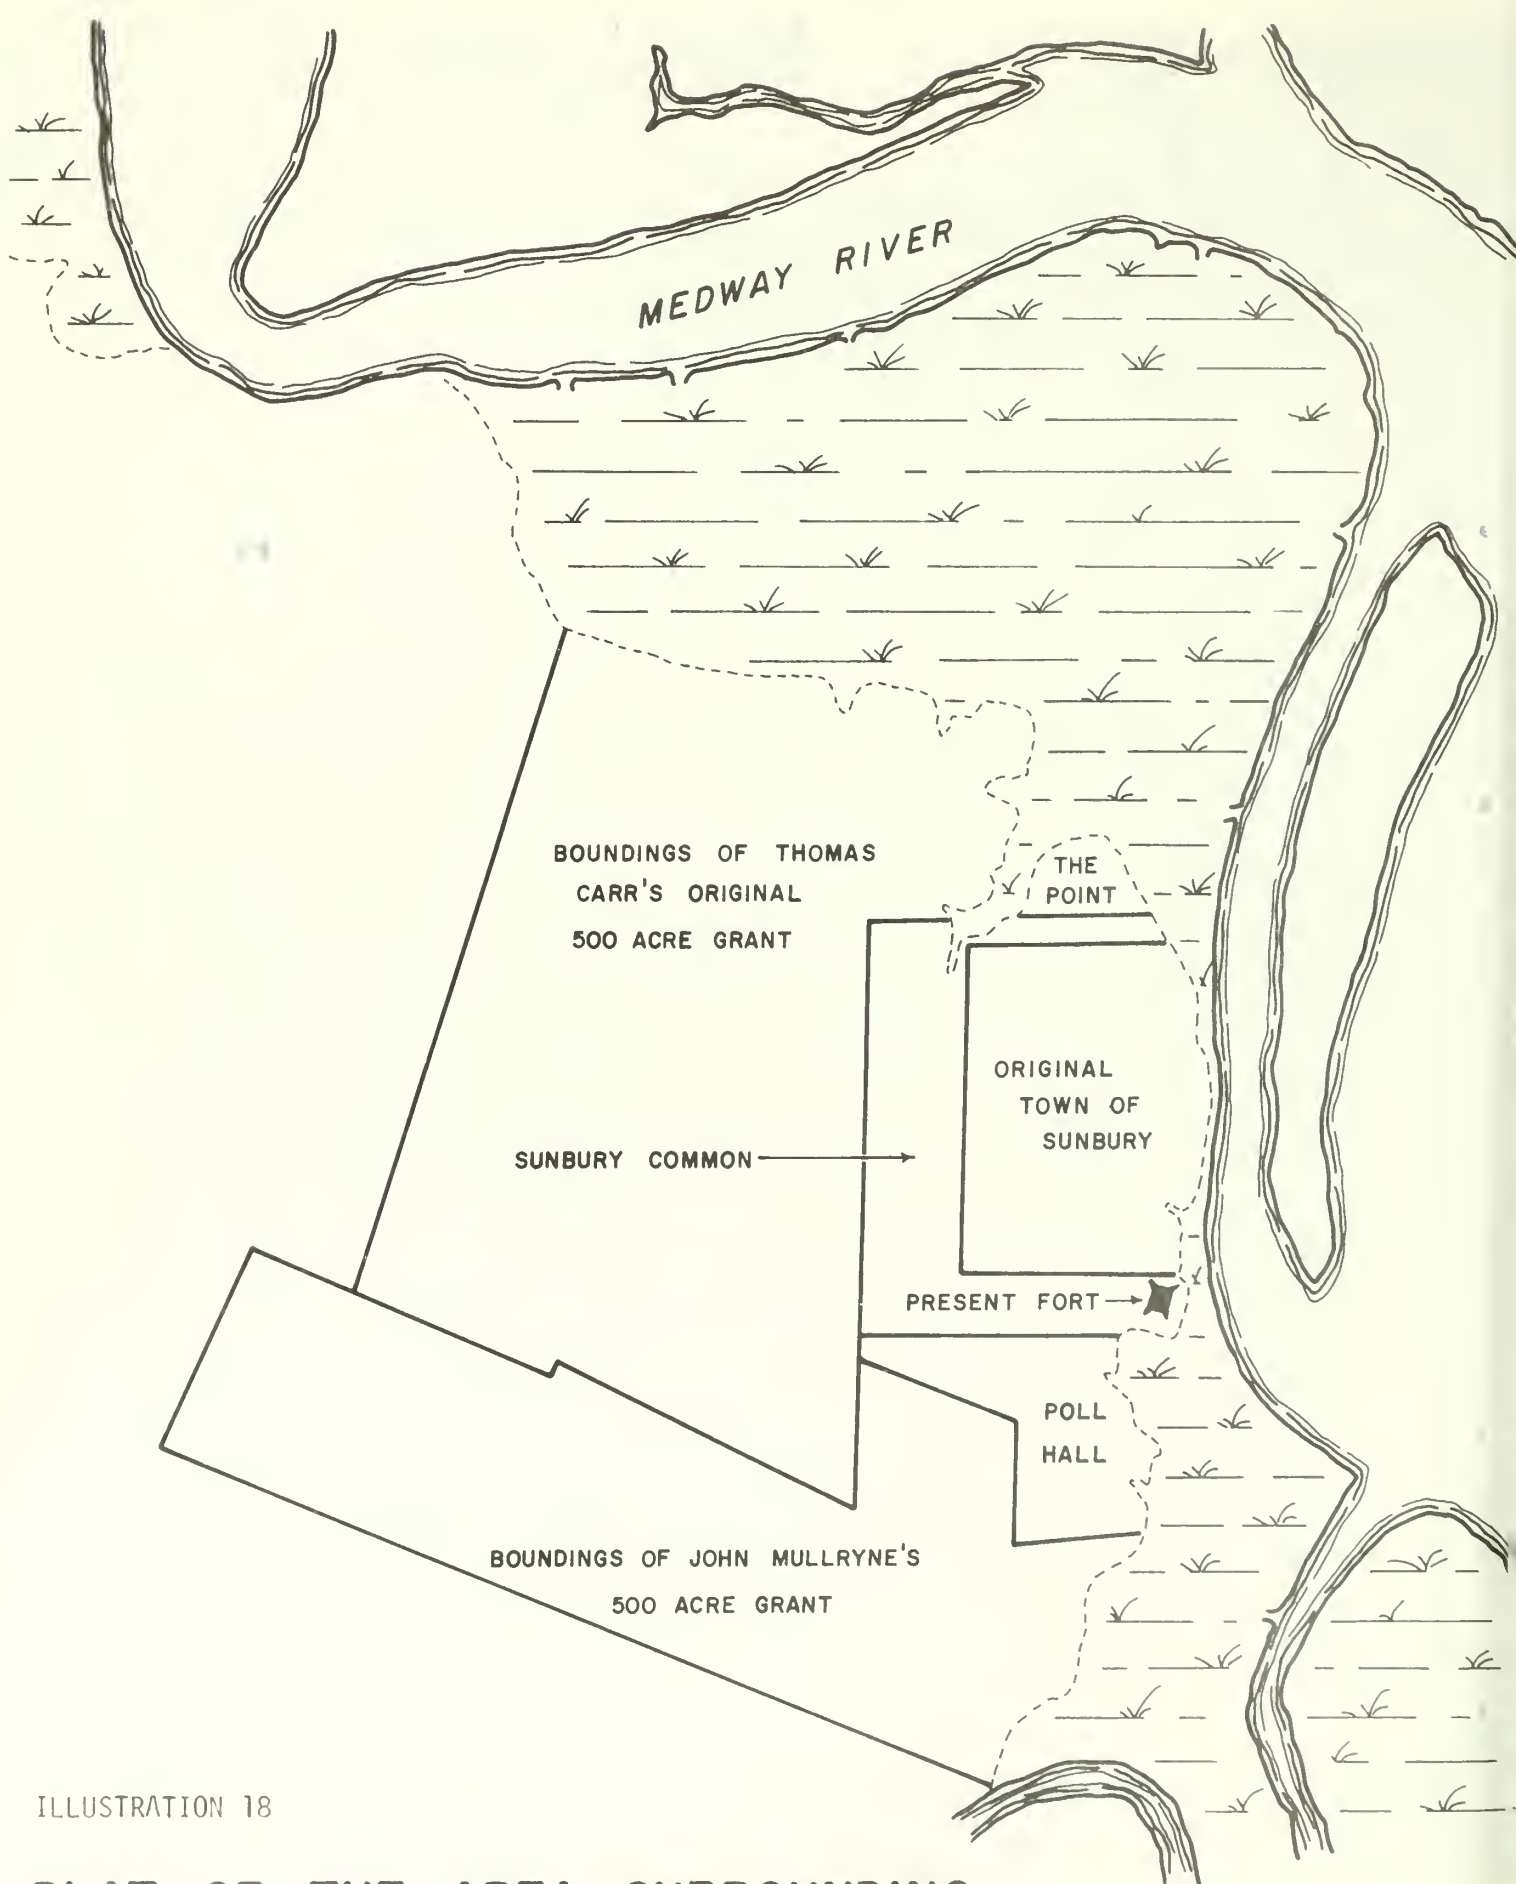 MEDWAY RIVER
BOUNDINGS OF THOMAS
CARR'S ORIGINAL
500 ACRE GRANT
THE
POINT
ORIGINAL
TOWN OF
SUNBURY
SUNBURY COMMON
PRESENT FORT
POLL
HALL
BOUNDINGS OF JOHN MULLRYNE'S
500 ACRE GRANT
ILLUSTRATION 18